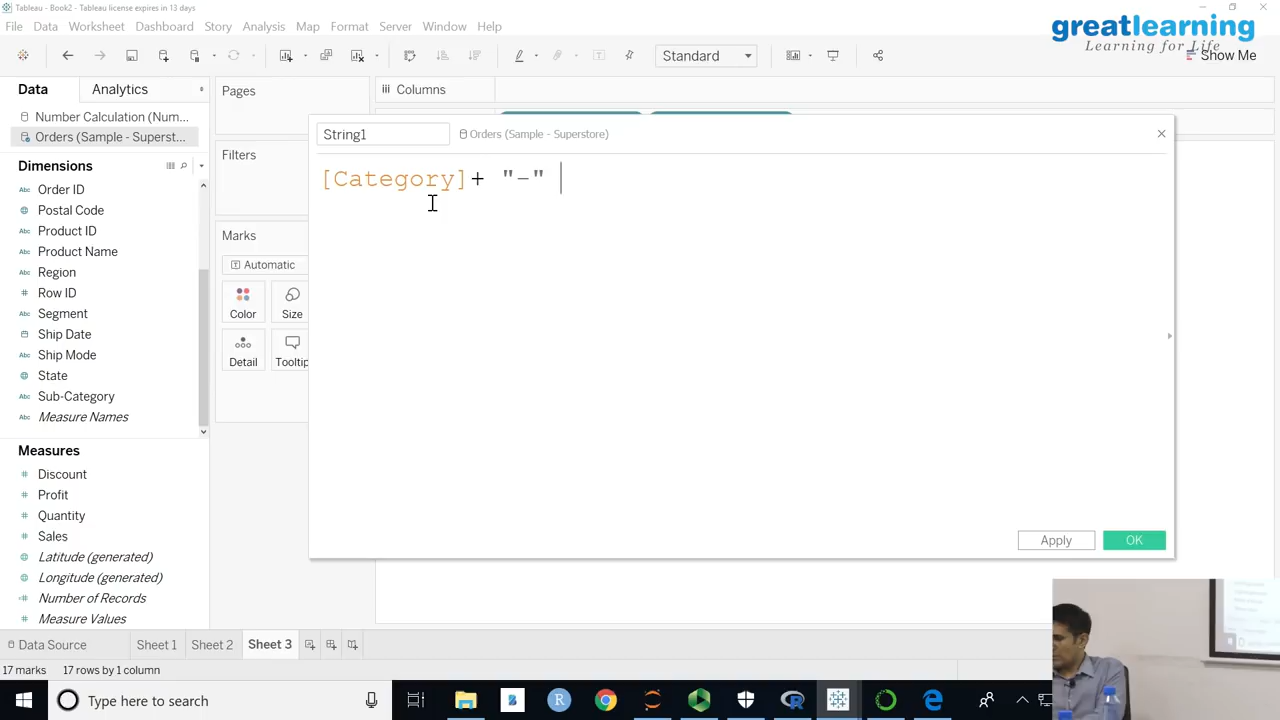 Tableau - Book2 - Tableau license expires in 13 days
File Data Worksheet Dashboard Story Analysis Map Format Server Window Help
greatlearning
Learning for Life
Standard
Show Me
Data Analytics
Pages
Columns
Number Calculation (Num...
Orders (Sample - Superst...
String1
Orders (Sample - Superstore)
Dimensions
Filters
[Category]+ "-"
Order ID
Postal Code
Product ID
Product Name
Region
Row ID
Segment
Ship Date
Ship Mode
State
Sub-Category
Measure Names
Marks
Automatic
Color
Size
Detail
Tooltip
Measures
Discount
Profit
Quantity
Sales
Latitude (generated)
Longitude (generated)
Number of Records
Measure Values
Apply
OK
Data Source
Sheet 1
Sheet 2
Sheet 3
17 marks
17 rows by 1 column
Type here to search